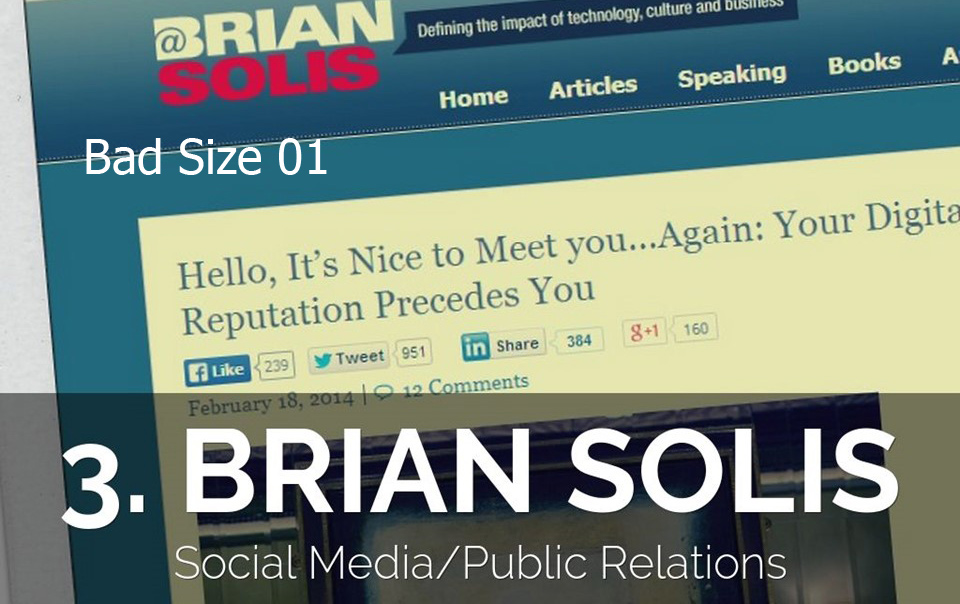 @BRIAN
SOLIS
Defining the impact of technology, culture and business
Home Articles Speaking Books
Bad Size 01
Hello, It's Nice to Meet you...Again: Your Digita
Reputation Precedes You
Like 239 Tweet 951 in Share 384 g+1 160
February 18, 2014 | 12 Comments
3. BRIAN SOLIS
Social Media/Public Relations